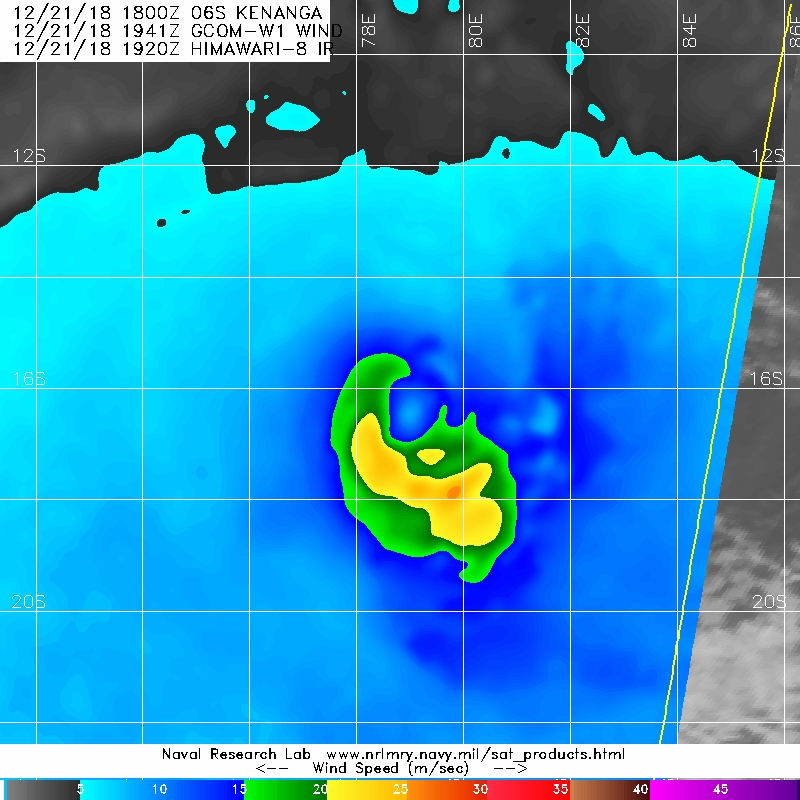 12/21/18 1800Z 06S KENANGA
12/21/18 1941Z GCOM-W1 WIND
12/21/18 1920Z HIMAWARI-8 IR
78E 80E 82E 84E 86E
12S 12S
16S 16S
20S 20S
Naval Research Lab www.nrlmry.navy.mil/sat_products.html
<-- Wind Speed (m/sec) -->
5 10 15 20 25 30 35 40 45